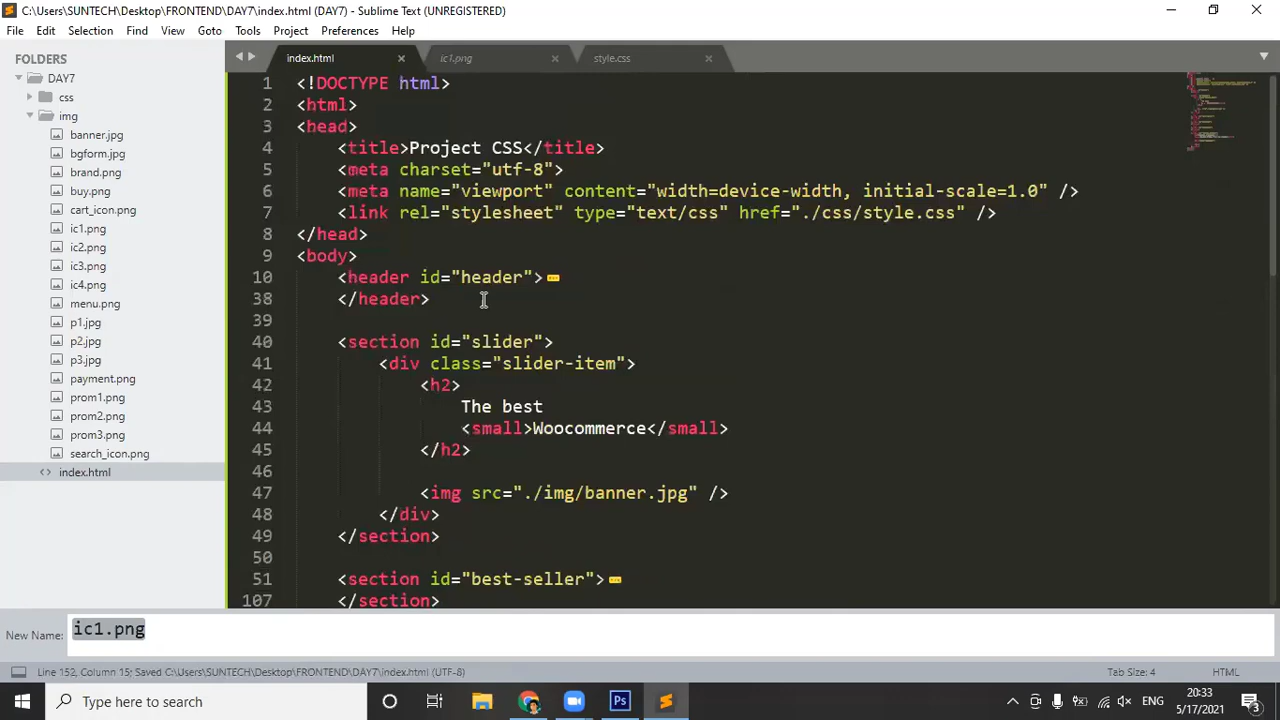 C:\Users\SUNTECH\Desktop\FRONTEND\DAY7\index.html (DAY7) - Sublime Text (UNREGISTERED)
File Edit Selection Find View Goto Tools Project Preferences Help
FOLDERS
DAY7
css
img
banner.jpg
bgform.jpg
brand.png
buy.png
cart_icon.png
ic1.png
ic2.png
ic3.png
ic4.png
menu.png
p1.jpg
p2.jpg
p3.jpg
payment.png
prom1.png
prom2.png
prom3.png
search_icon.png
<> index.html
index.html × ic1.png × style.css ×
1 <!DOCTYPE html>
2 <html>
3 <head>
4 <title>Project CSS</title>
5 <meta charset="utf-8">
6 <meta name="viewport" content="width=device-width, initial-scale=1.0" />
7 <link rel="stylesheet" type="text/css" href="./css/style.css" />
8 </head>
9 <body>
10 <header id="header">
38 </header>
39
40 <section id="slider">
41 <div class="slider-item">
42 <h2>
43 The best
44 <small>Woocommerce</small>
45 </h2>
46
47 <img src="./img/banner.jpg" />
48 </div>
49 </section>
50
51 <section id="best-seller">
107 </section>
New Name: ic1.png
Line 152, Column 15; Saved C:\Users\SUNTECH\Desktop\FRONTEND\DAY7\index.html (UTF-8) Tab Size: 4 HTML
Type here to search
Ps
ENG
20:33
5/17/2021
3